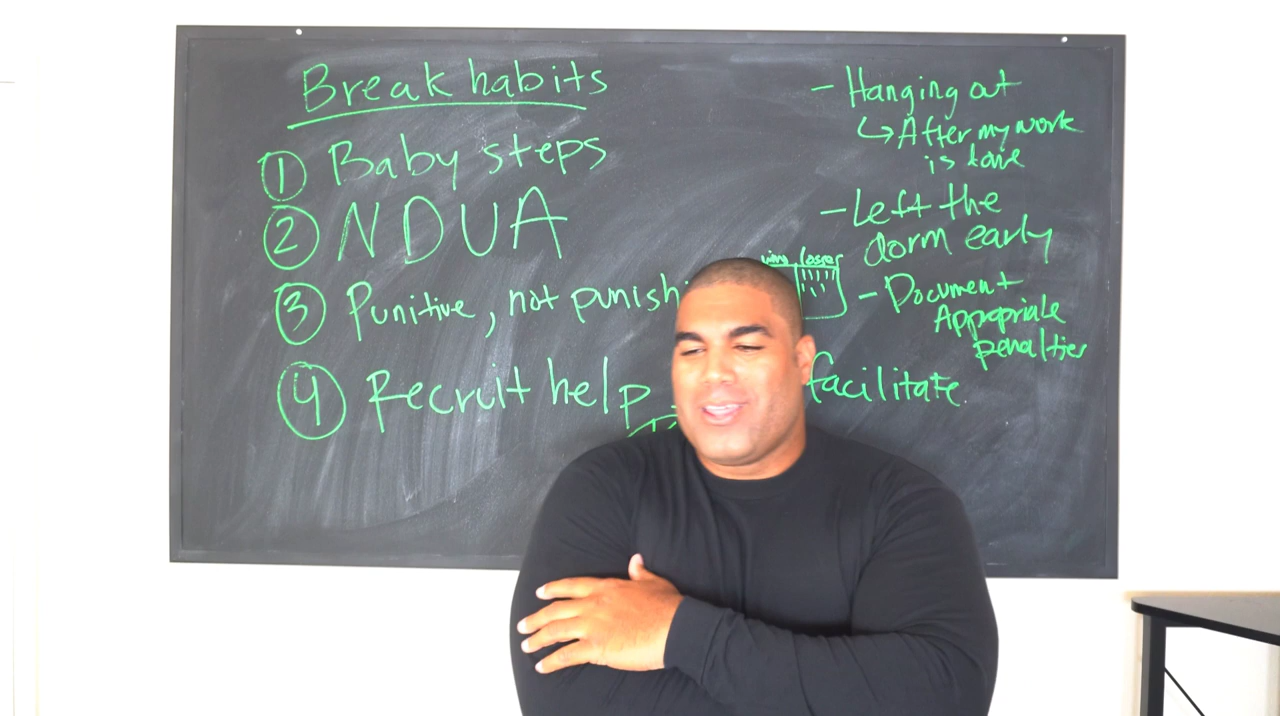 Break habits
① Baby steps
② NDUA
③ Punitive, not punish
④ Recruit help
facilitate
- Hanging out
↳ After my work
is
- Left the
dorm early
- Document
Appropriate
penalties